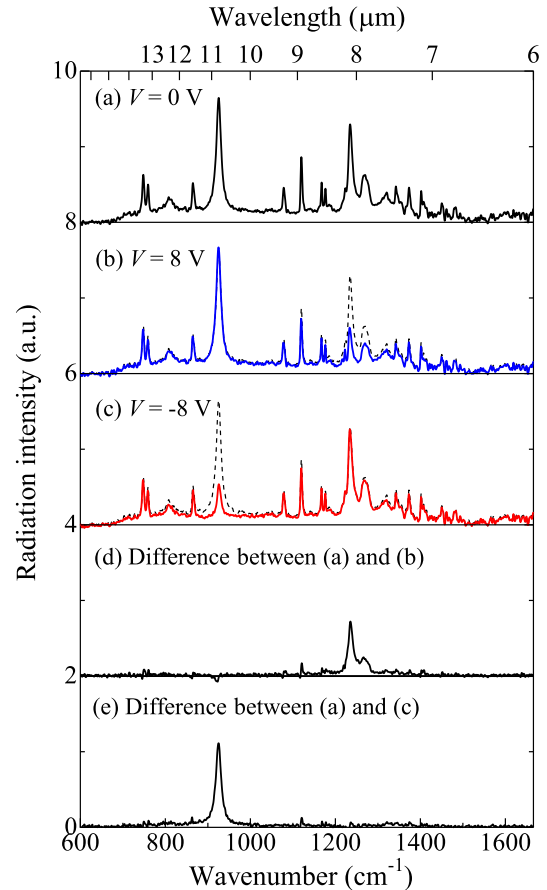 Wavelength (μm)
13 12 11 10 9 8 7 6
10
(a) V = 0 V
8
(b) V = 8 V
6
(c) V = -8 V
4
(d) Difference between (a) and (b)
2
(e) Difference between (a) and (c)
0
600 800 1000 1200 1400 1600
Wavenumber (cm⁻¹)
Radiation intensity (a.u.)